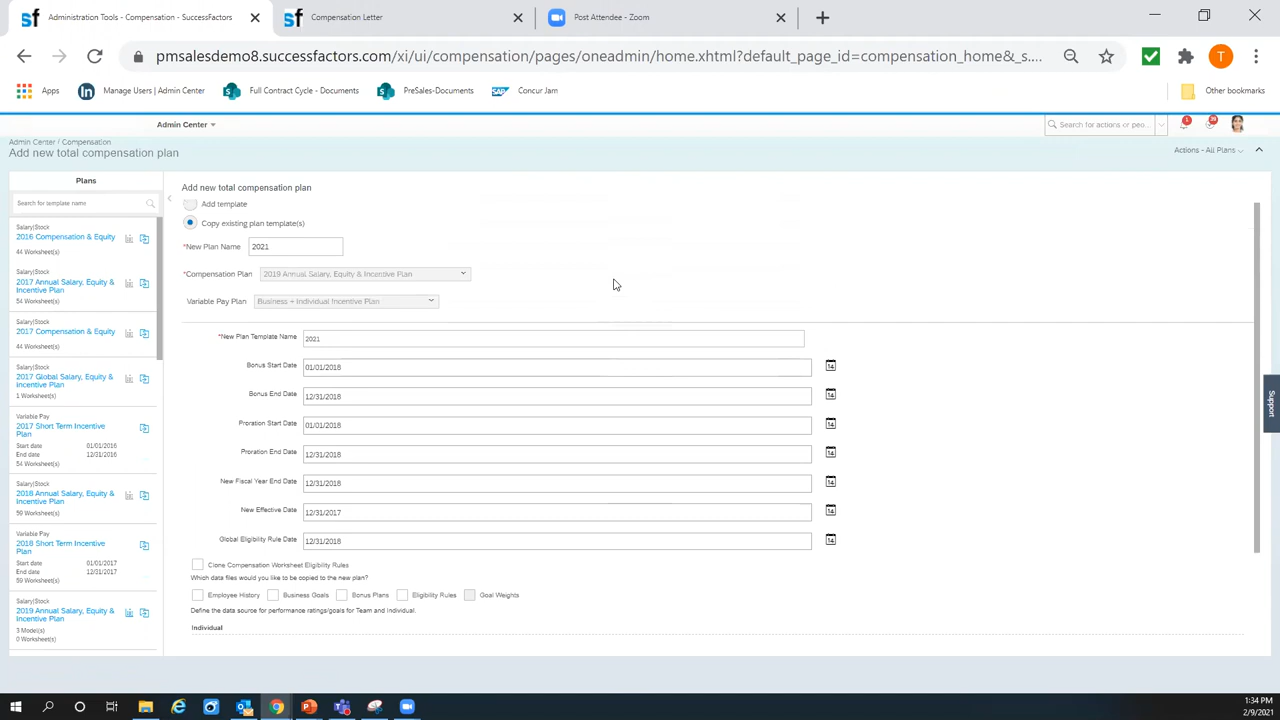 Administration Tools - Compensation - SuccessFactors
Compensation Letter
Post Attendee - Zoom
pmsalesdemo8.successfactors.com/xi/ui/compensation/pages/oneadmin/home.xhtml?default_page_id=compensation_home&_s....
T
Apps
Manage Users | Admin Center
Full Contract Cycle - Documents
PreSales-Documents
Concur Jam
Other bookmarks
Admin Center
Search for actions or peo...
Admin Center / Compensation
Add new total compensation plan
Actions - All Plans
Plans
Search for template name
Salary|Stock
2016 Compensation & Equity
44 Worksheet(s)
Salary|Stock
2017 Annual Salary, Equity &
Incentive Plan
54 Worksheet(s)
Salary|Stock
2017 Compensation & Equity
44 Worksheet(s)
Salary|Stock
2017 Global Salary, Equity &
Incentive Plan
1 Worksheet(s)
Variable Pay
2017 Short Term Incentive
Plan
Start date 01/01/2016
End date 12/31/2016
54 Worksheet(s)
Salary|Stock
2018 Annual Salary, Equity &
Incentive Plan
59 Worksheet(s)
Variable Pay
2018 Short Term Incentive
Plan
Start date 01/01/2017
End date 12/31/2017
59 Worksheet(s)
Salary|Stock
2019 Annual Salary, Equity &
Incentive Plan
3 Model(s)
0 Worksheet(s)
Add new total compensation plan
Add template
Copy existing plan template(s)
*New Plan Name 2021
*Compensation Plan 2019 Annual Salary, Equity & Incentive Plan
Variable Pay Plan Business + Individual Incentive Plan
*New Plan Template Name 2021
Bonus Start Date 01/01/2018
Bonus End Date 12/31/2018
Proration Start Date 01/01/2018
Proration End Date 12/31/2018
New Fiscal Year End Date 12/31/2018
New Effective Date 12/31/2017
Global Eligibility Rule Date 12/31/2018
Clone Compensation Worksheet Eligibility Rules
Which data files would you like to be copied to the new plan?
Employee History Business Goals Bonus Plans Eligibility Rules Goal Weights
Define the data source for performance ratings/goals for Team and Individual.
Individual
Support
1:34 PM
2/9/2021